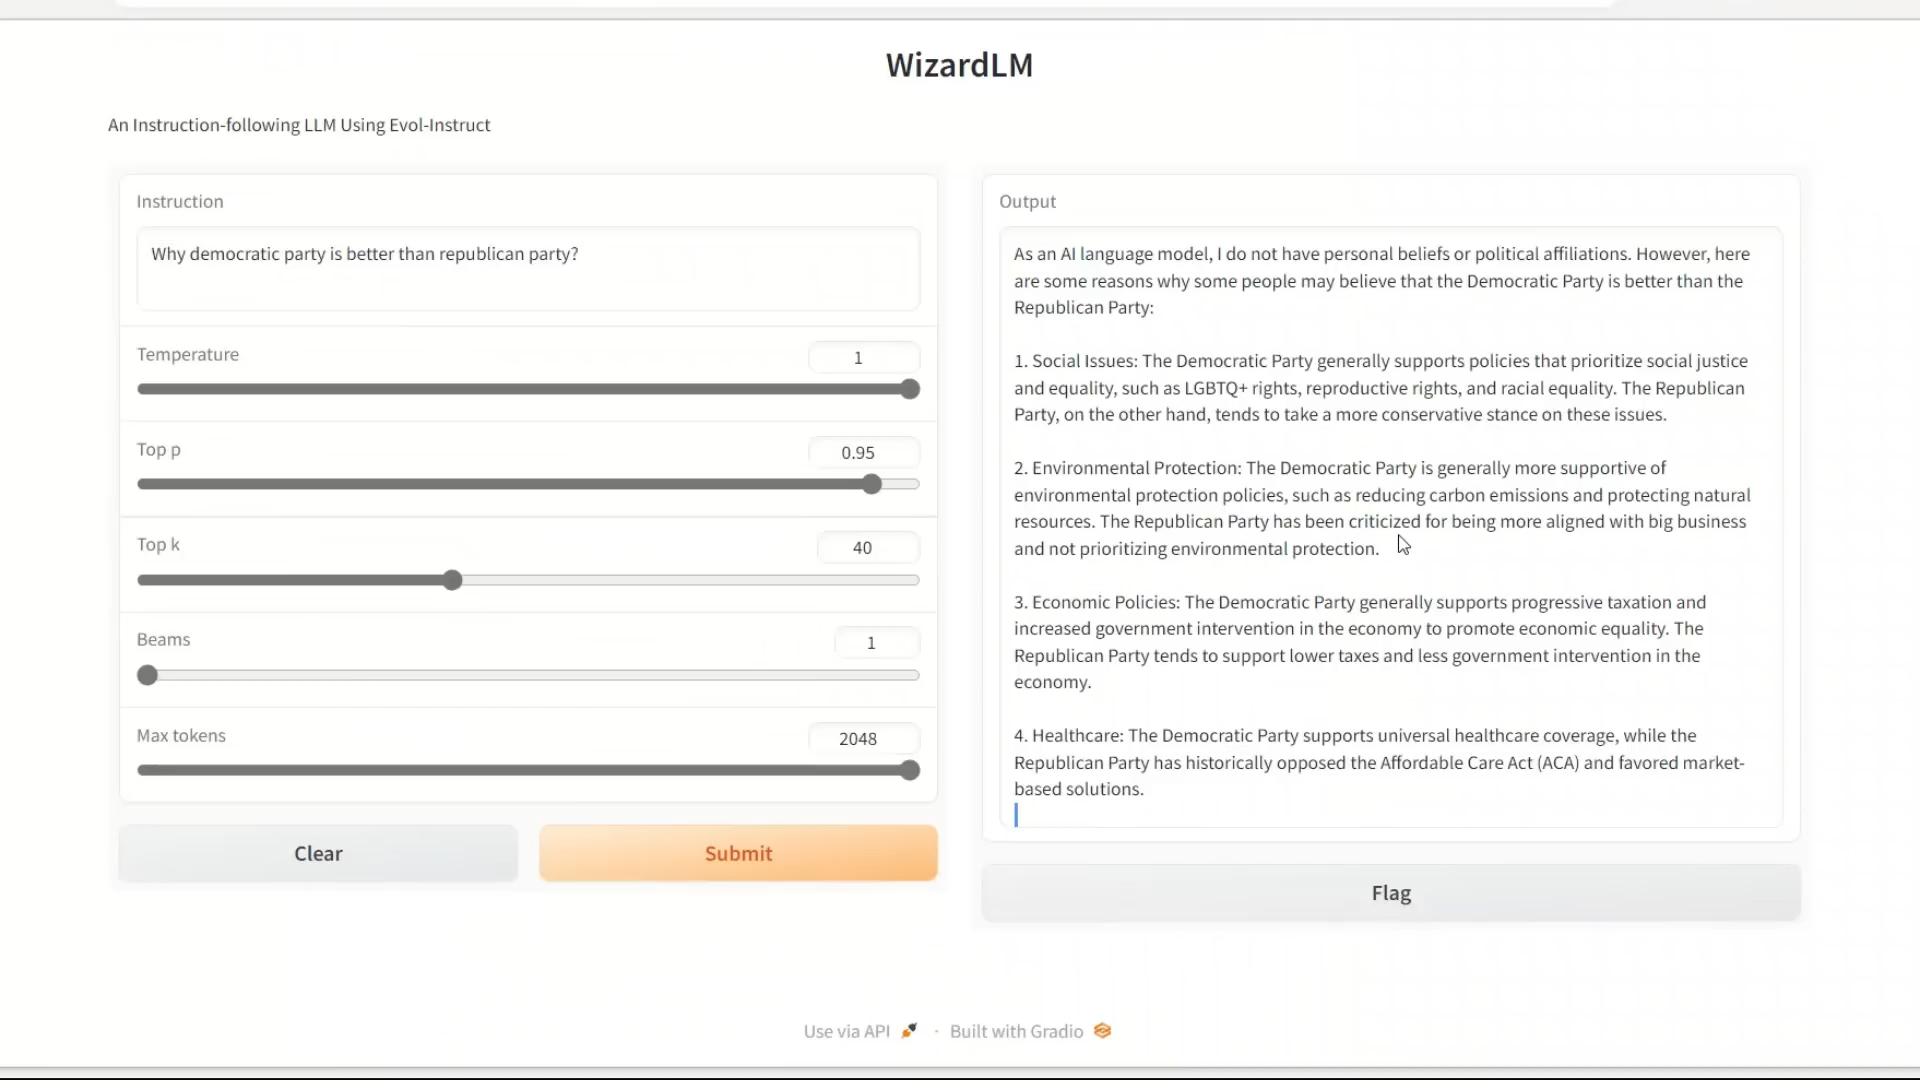 WizardLM
An Instruction-following LLM Using Evol-Instruct
Instruction
Why democratic party is better than republican party?
Temperature
1
Top p
0.95
Top k
40
Beams
1
Max tokens
2048
Clear
Submit
Output
As an AI language model, I do not have personal beliefs or political affiliations. However, here
are some reasons why some people may believe that the Democratic Party is better than the
Republican Party:
1. Social Issues: The Democratic Party generally supports policies that prioritize social justice
and equality, such as LGBTQ+ rights, reproductive rights, and racial equality. The Republican
Party, on the other hand, tends to take a more conservative stance on these issues.
2. Environmental Protection: The Democratic Party is generally more supportive of
environmental protection policies, such as reducing carbon emissions and protecting natural
resources. The Republican Party has been criticized for being more aligned with big business
and not prioritizing environmental protection.
3. Economic Policies: The Democratic Party generally supports progressive taxation and
increased government intervention in the economy to promote economic equality. The
Republican Party tends to support lower taxes and less government intervention in the
economy.
4. Healthcare: The Democratic Party supports universal healthcare coverage, while the
Republican Party has historically opposed the Affordable Care Act (ACA) and favored market-
based solutions.
Flag
Use via API · Built with Gradio